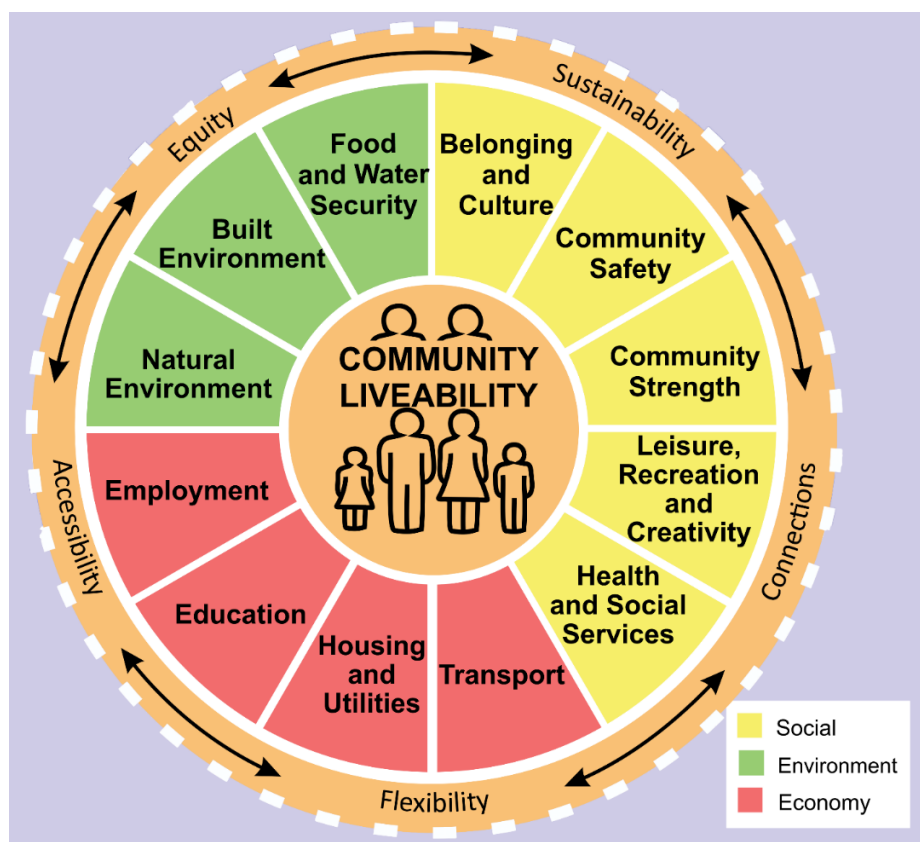 Equity
Sustainability
Connections
Flexibility
Accessibility
Food
and Water
Security
Belonging
and
Culture
Community
Safety
Community
Strength
Leisure,
Recreation
and
Creativity
Health
and Social
Services
Transport
Housing
and
Utilities
Education
Employment
Natural
Environment
Built
Environment
COMMUNITY
LIVEABILITY
Social
Environment
Economy